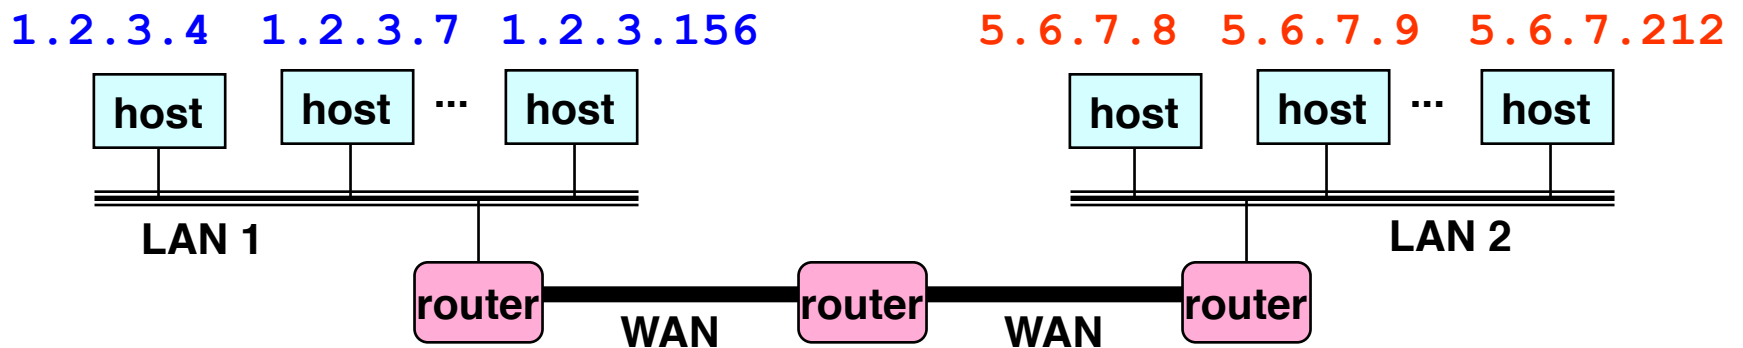 1.2.3.4 1.2.3.7 1.2.3.156 5.6.7.8 5.6.7.9 5.6.7.212
host host ... host host host ... host
LAN 1 LAN 2
router router router
WAN WAN